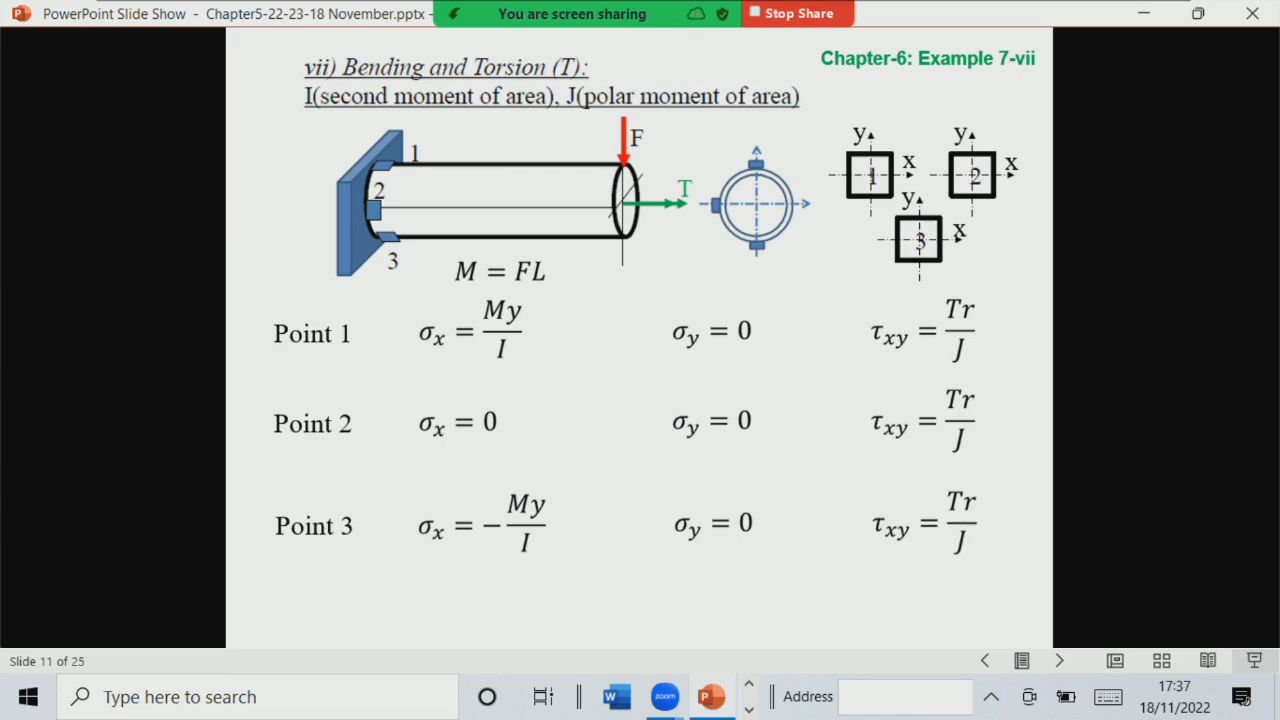 PowerPoint Slide Show - Chapter5-22-23-18 November.pptx -
You are screen sharing
Stop Share
vii) Bending and Torsion (T):
I(second moment of area), J(polar moment of area)
Chapter-6: Example 7-vii
1
F
2
T
3
y
x
1
y
x
2
y
x
3
M = FL
Point 1 σx = My/I σy = 0 τxy = Tr/J
Point 2 σx = 0 σy = 0 τxy = Tr/J
Point 3 σx = −My/I σy = 0 τxy = Tr/J
Slide 11 of 25
Type here to search
W
zoom
P
Address
17:37
18/11/2022